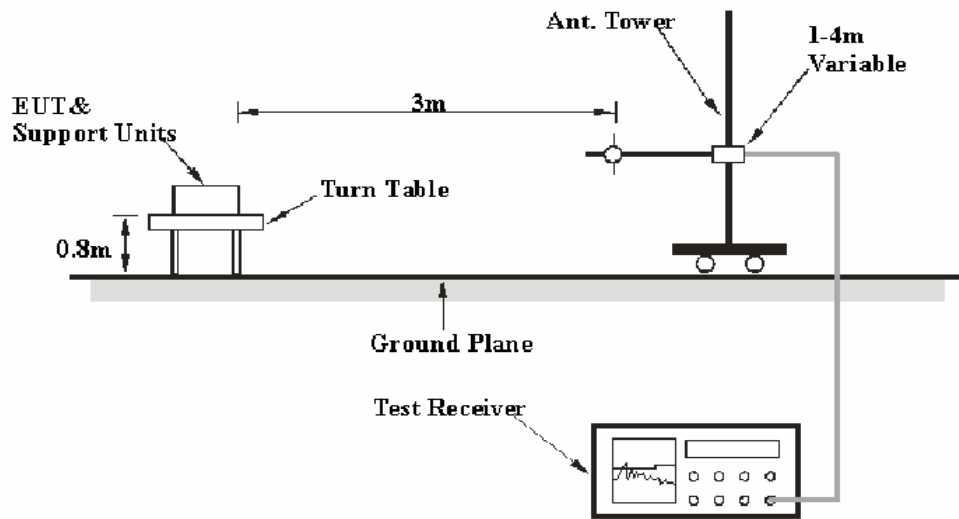 Ant. Tower
1-4m
Variable
EUT&
Support Units
3m
Turn Table
0.8m
Ground Plane
Test Receiver